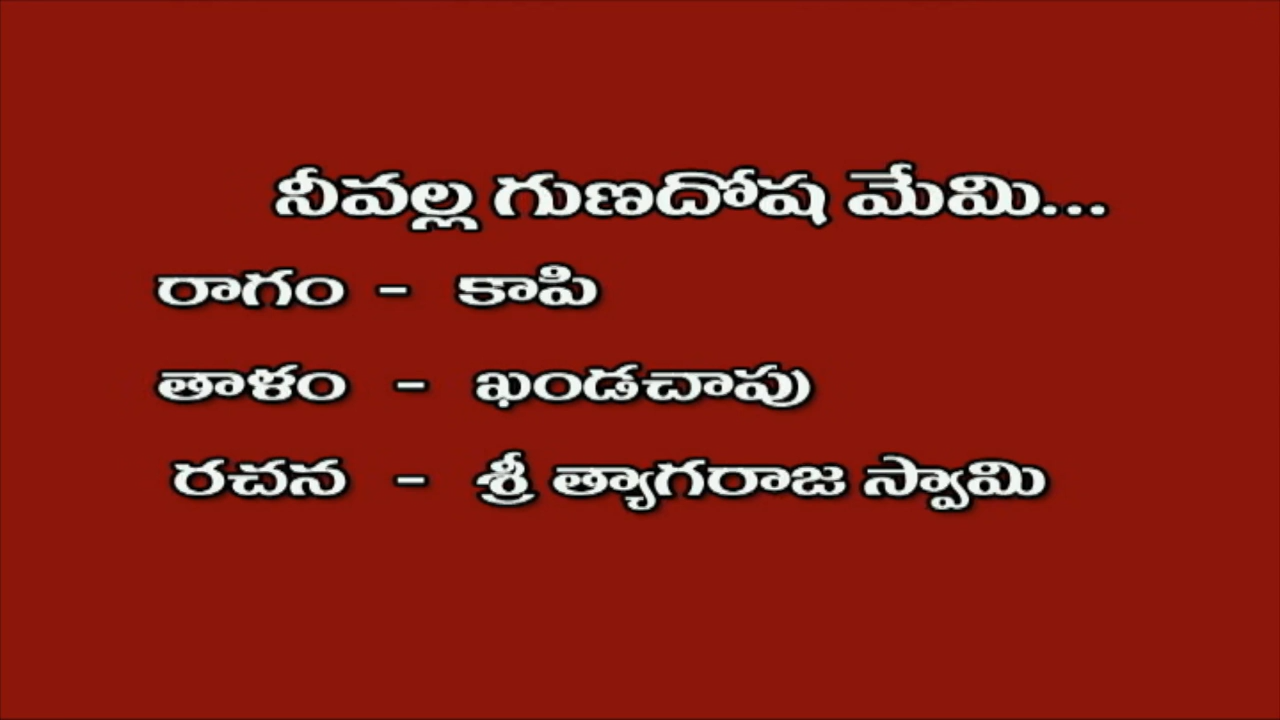 నీవల్ల గుణదోష మేమి...
రాగం - కాపి
తాళం - ఖండచాపు
రచన - శ్రీ త్యాగరాజ స్వామి